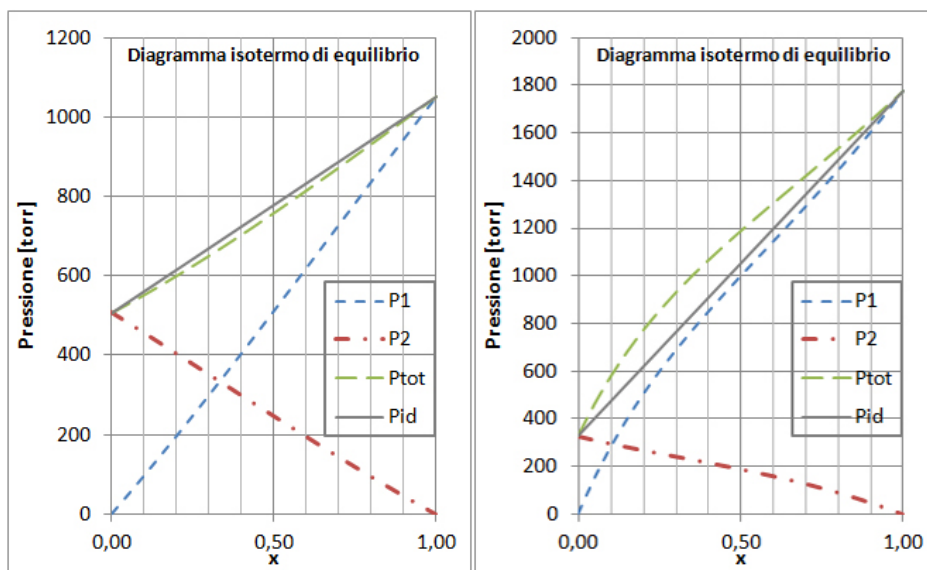 Diagramma isotermo di equilibrio
Pressione [torr]
1200
1000
800
600
400
200
0
0,00
0,50
1,00
x
P1
P2
Ptot
Pid
Diagramma isotermo di equilibrio
Pressione [torr]
2000
1800
1600
1400
1200
1000
800
600
400
200
0
0,00
0,50
1,00
x
P1
P2
Ptot
Pid